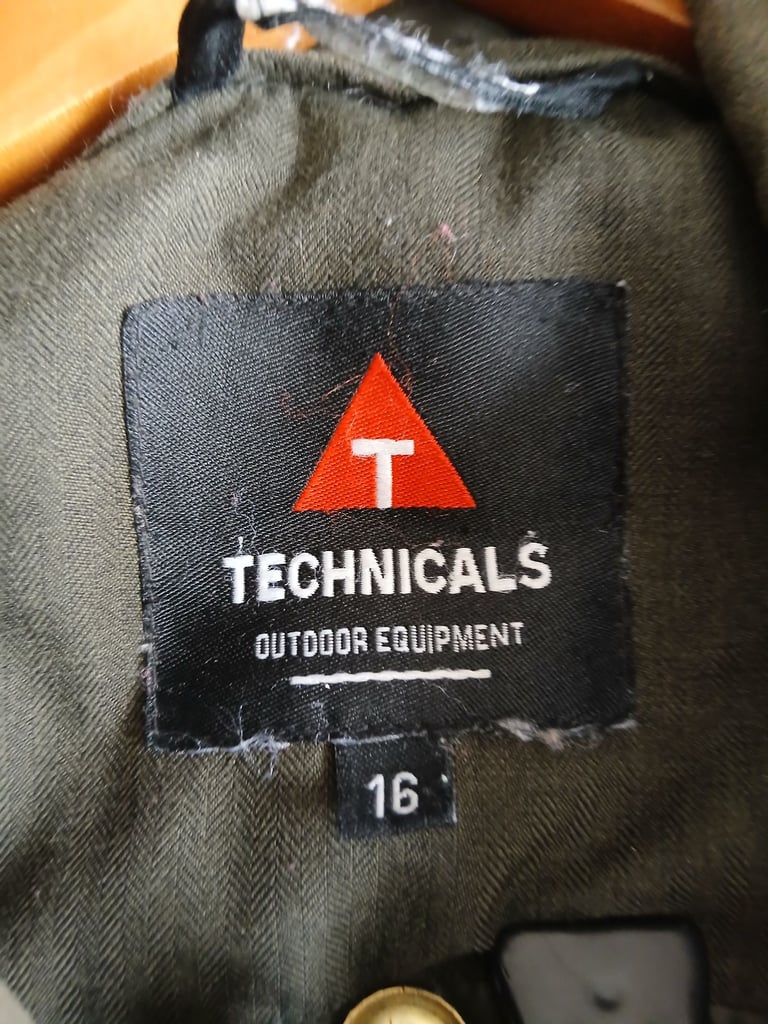 T
TECHNICALS
OUTDOOR EQUIPMENT
16